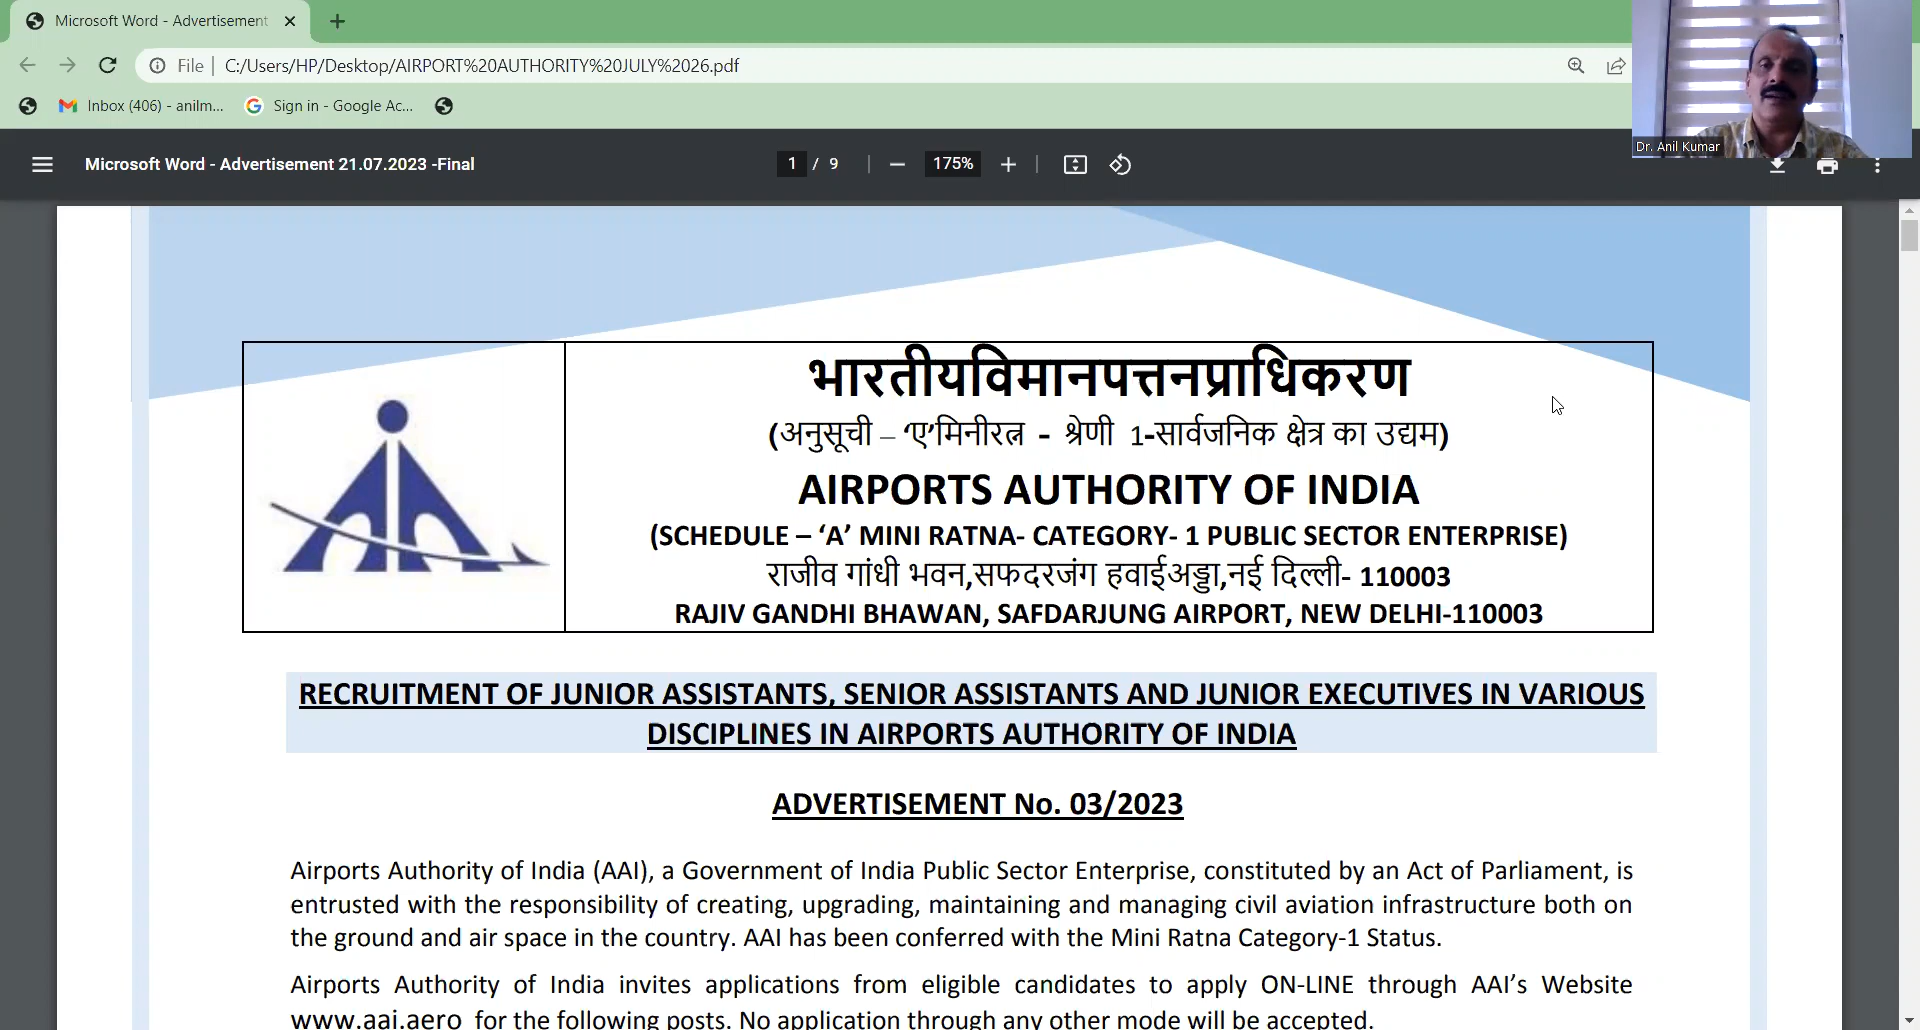 Microsoft Word - Advertisement
File
C:/Users/HP/Desktop/AIRPORT%20AUTHORITY%20JULY%2026.pdf
Inbox (406) - anilm...
Sign in - Google Ac...
Dr. Anil Kumar
Microsoft Word - Advertisement 21.07.2023 -Final
1 / 9
175%
भारतीयविमानपत्तनप्राधिकरण
(अनुसूची – ‘ए’मिनीरत्न - श्रेणी 1-सार्वजनिक क्षेत्र का उद्यम)
AIRPORTS AUTHORITY OF INDIA
(SCHEDULE – ‘A’ MINI RATNA- CATEGORY- 1 PUBLIC SECTOR ENTERPRISE)
राजीव गांधी भवन,सफदरजंग हवाईअड्डा,नई दिल्ली- 110003
RAJIV GANDHI BHAWAN, SAFDARJUNG AIRPORT, NEW DELHI-110003
RECRUITMENT OF JUNIOR ASSISTANTS, SENIOR ASSISTANTS AND JUNIOR EXECUTIVES IN VARIOUS
DISCIPLINES IN AIRPORTS AUTHORITY OF INDIA
ADVERTISEMENT No. 03/2023
Airports Authority of India (AAI), a Government of India Public Sector Enterprise, constituted by an Act of Parliament, is
entrusted with the responsibility of creating, upgrading, maintaining and managing civil aviation infrastructure both on
the ground and air space in the country. AAI has been conferred with the Mini Ratna Category-1 Status.
Airports Authority of India invites applications from eligible candidates to apply ON-LINE through AAI’s Website
www.aai.aero for the following posts. No application through any other mode will be accepted.